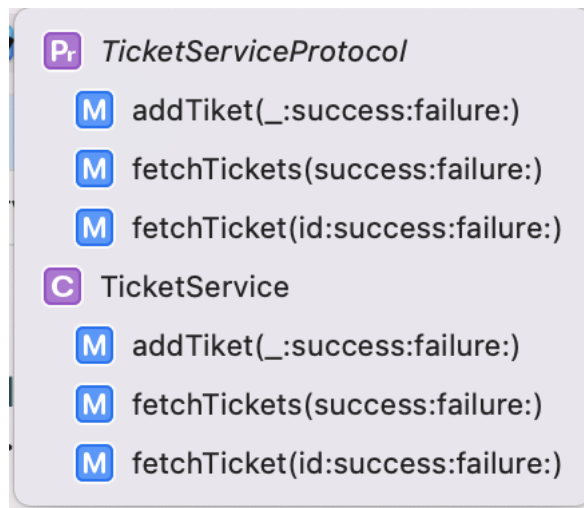 Pr TicketServiceProtocol
M addTiket(_:success:failure:)
M fetchTickets(success:failure:)
M fetchTicket(id:success:failure:)
C TicketService
M addTiket(_:success:failure:)
M fetchTickets(success:failure:)
M fetchTicket(id:success:failure:)